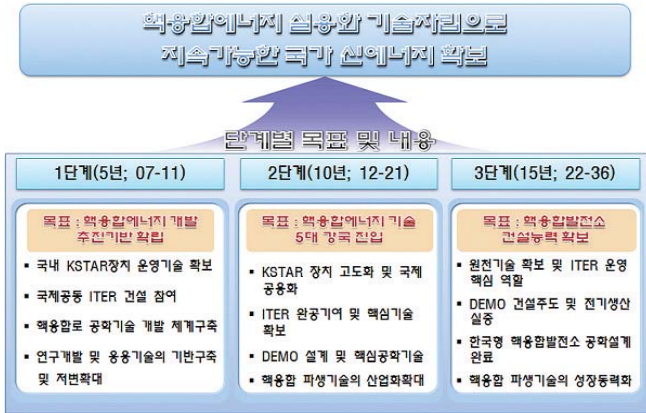 핵융합에너지 실용화 기술자립으로
지속가능한 국가 신에너지 확보
단계별 목표 및 내용
1단계(5년; 07-11)
목표 : 핵융합에너지 개발
추진기반 확립
▪ 국내 KSTAR장치 운영기술 확보
▪ 국제공동 ITER 건설 참여
▪ 핵융합로 공학기술 개발 체계구축
▪ 연구개발 및 응용기술의 기반구축
및 저변확대
2단계(10년; 12-21)
목표 : 핵융합에너지 기술
5대 강국 진입
▪ KSTAR 장치 고도화 및 국제
공용화
▪ ITER 완공기여 및 핵심기술
확보
▪ DEMO 설계 및 핵심공학기술
▪ 핵융합 파생기술의 산업화확대
3단계(15년; 22-36)
목표 : 핵융합발전소
건설능력 확보
▪ 원천기술 확보 및 ITER 운영
핵심 역할
▪ DEMO 건설주도 및 전기생산
실증
▪ 한국형 핵융합발전소 공학설계
완료
▪ 핵융합 파생기술의 성장동력화